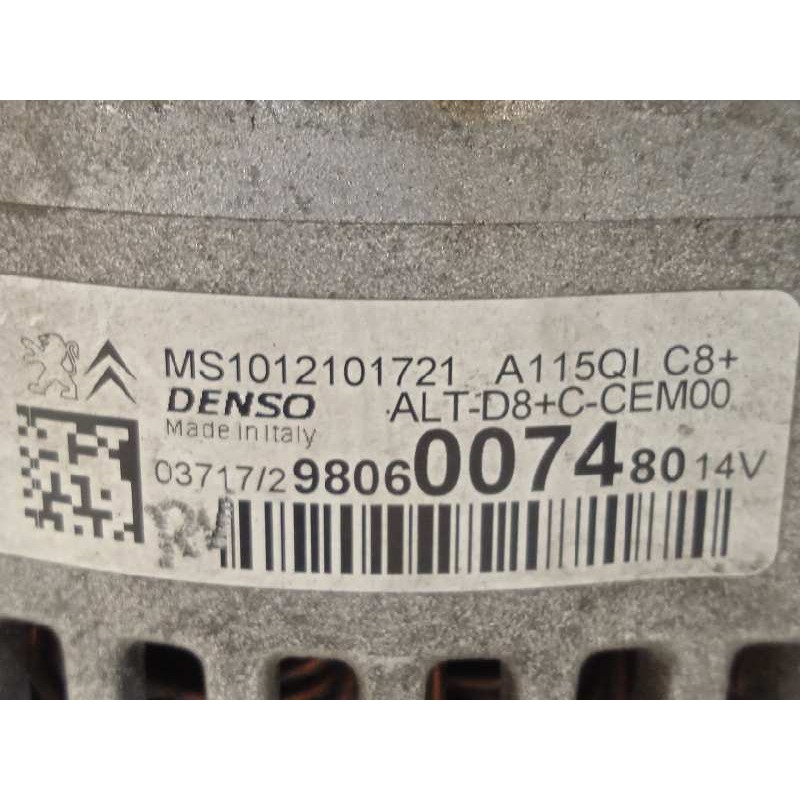 MS1012101721 A115QI C8+
DENSO ALT-D8+C-CEM00
Made in Italy
03717/2 9806007480 14V